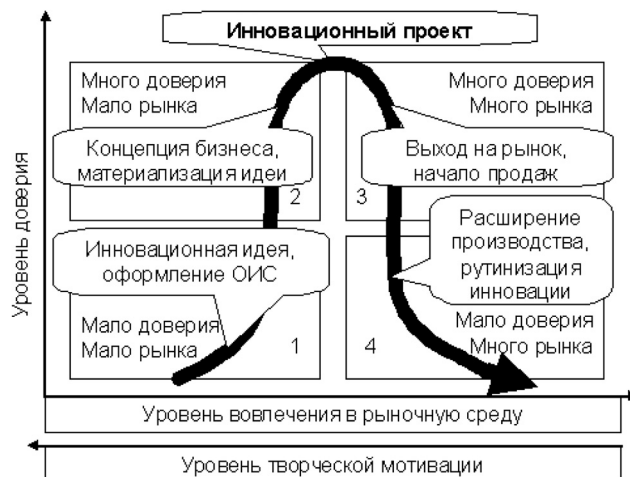 Инновационный проект
Много доверия
Мало рынка
Много доверия
Много рынка
Концепция бизнеса,
материализация идеи
Выход на рынок,
начало продаж
2
3
Инновационная идея,
оформление ОИС
Расширение
производства,
рутинизация
инновации
Мало доверия
Мало рынка
1
4
Мало доверия
Много рынка
Уровень доверия
Уровень вовлечения в рыночную среду
Уровень творческой мотивации